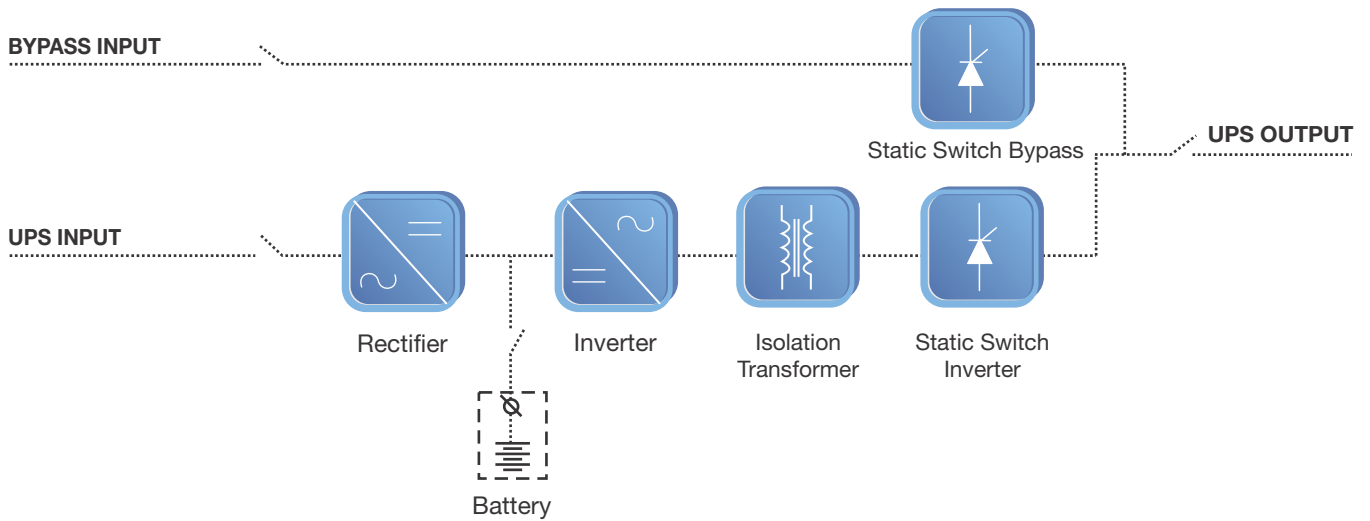 BYPASS INPUT
Static Switch Bypass
UPS OUTPUT
UPS INPUT
Rectifier
Inverter
Isolation
Transformer
Static Switch
Inverter
Battery